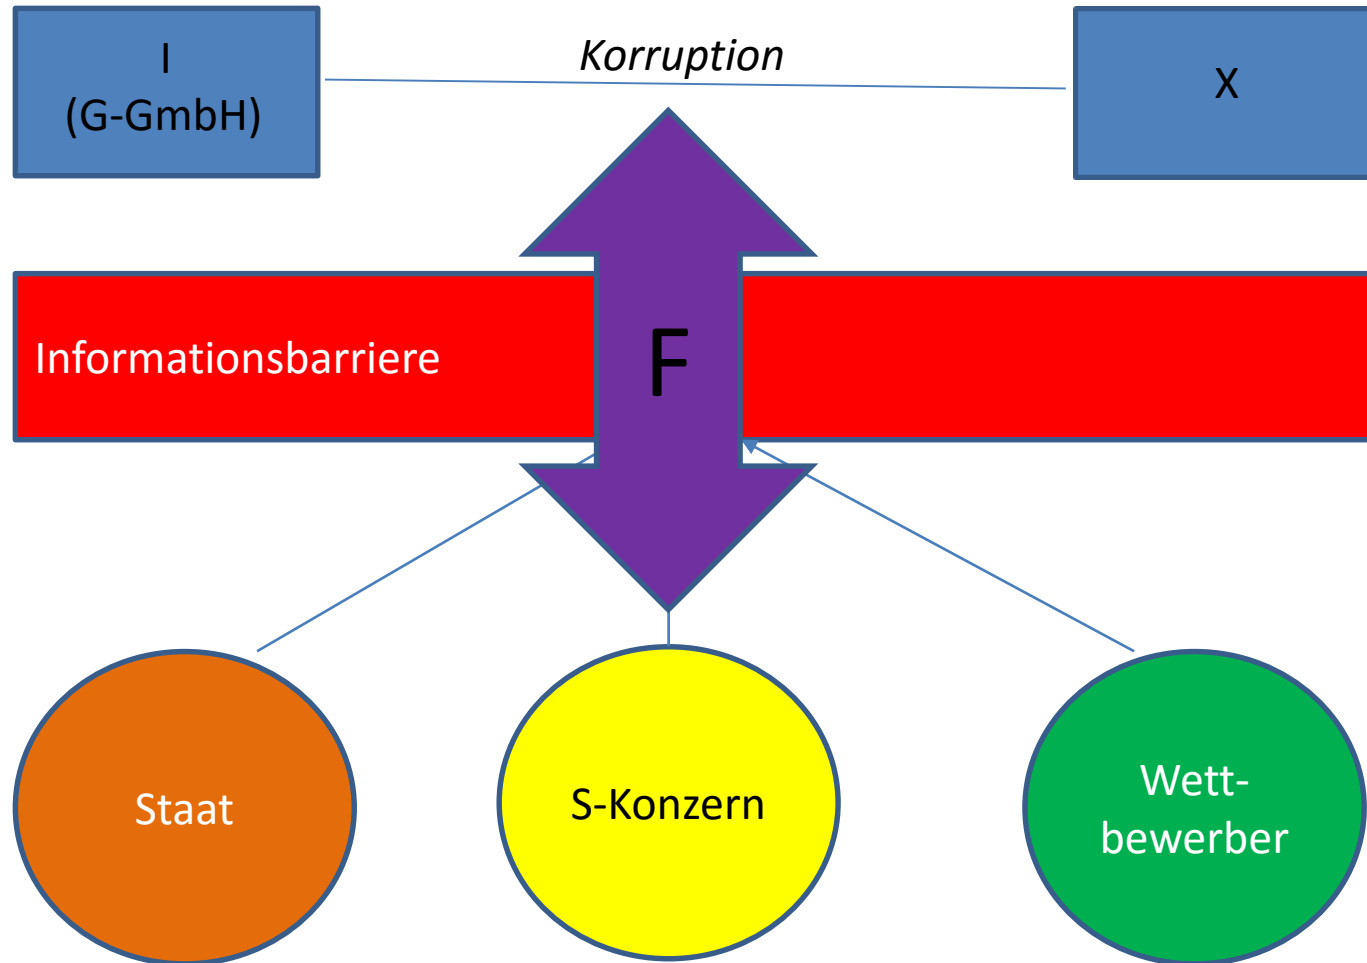 I
(G-GmbH)
Korruption
X
Informationsbarriere
F
Staat
S-Konzern
Wett-
bewerber